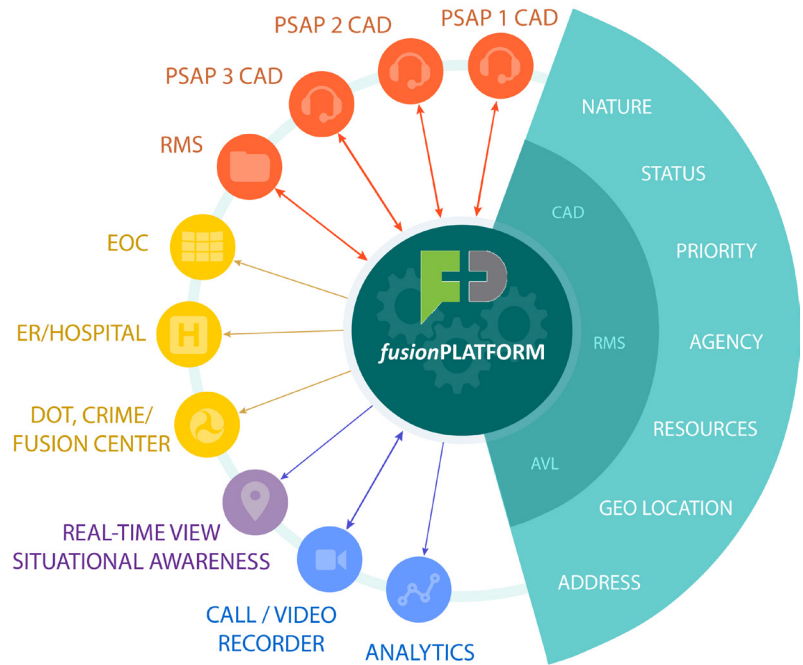 PSAP 1 CAD
PSAP 2 CAD
PSAP 3 CAD
RMS
EOC
ER/HOSPITAL
H
DOT, CRIME/
FUSION CENTER
REAL-TIME VIEW
SITUATIONAL AWARENESS
CALL / VIDEO
RECORDER
ANALYTICS
FP
fusionPLATFORM
CAD
RMS
AVL
NATURE
STATUS
PRIORITY
AGENCY
RESOURCES
GEO LOCATION
ADDRESS